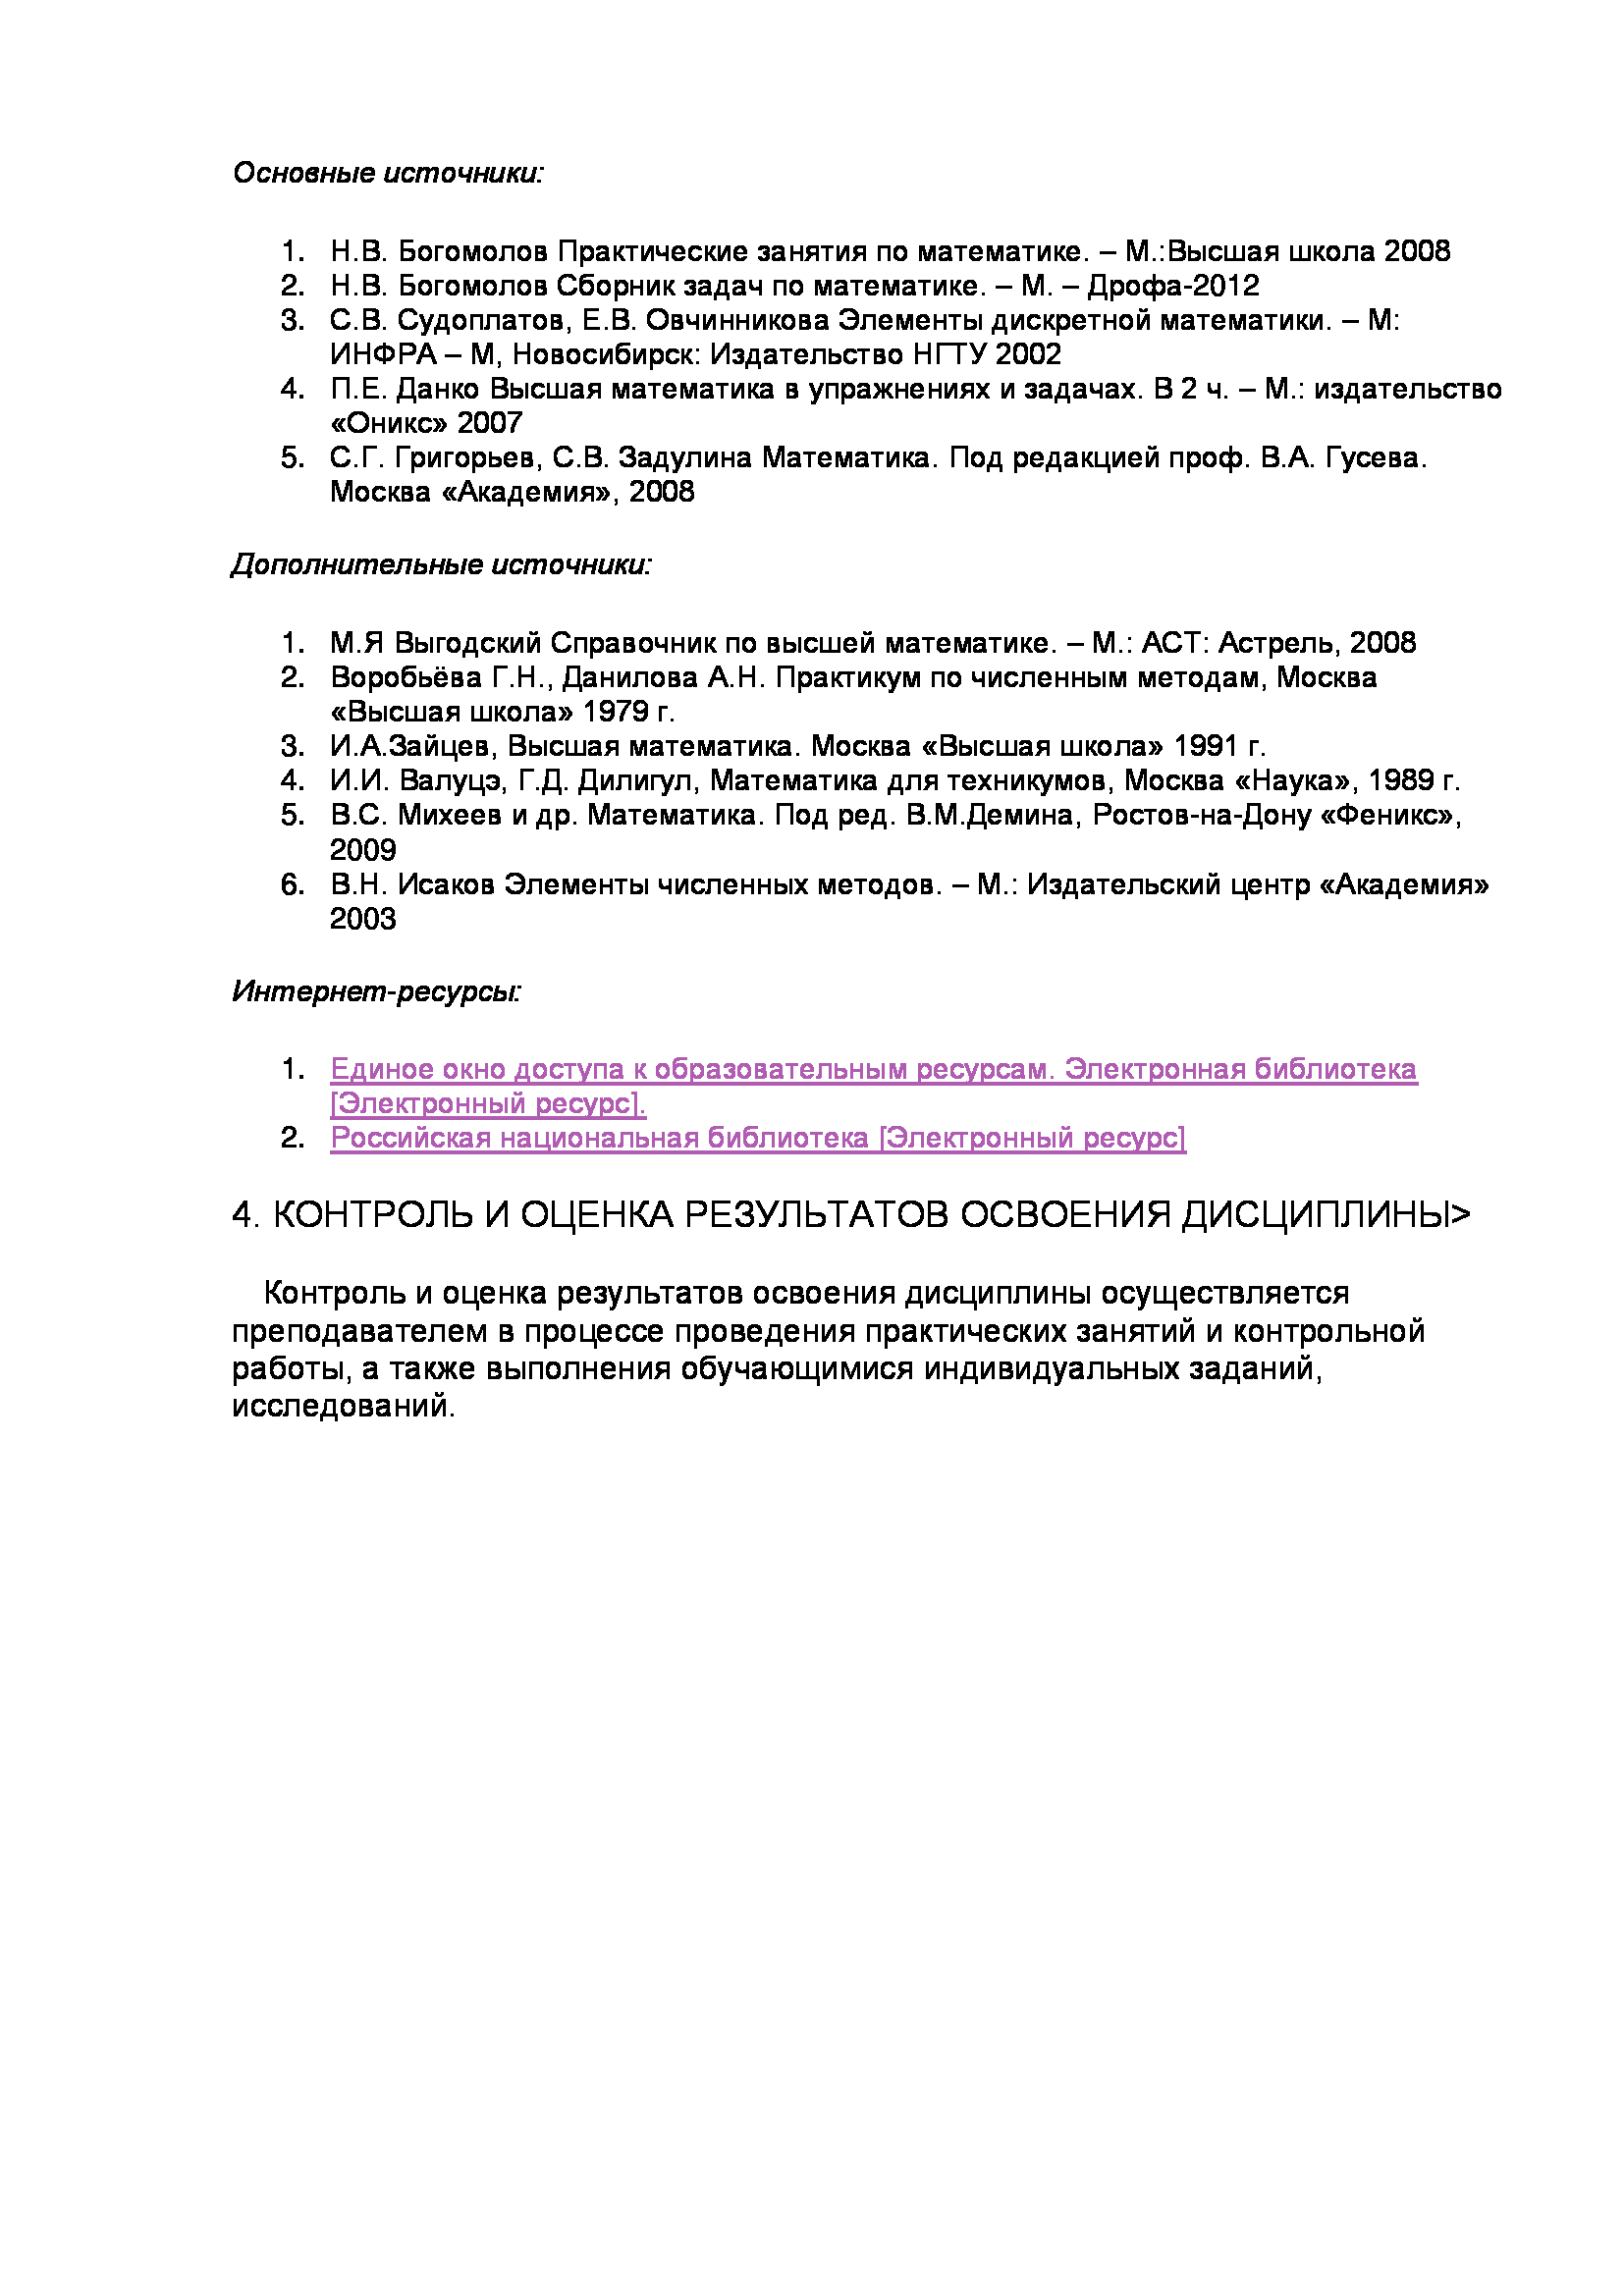 Основные источники:
1. Н.В. Богомолов Практические занятия по математике. – М.:Высшая школа 2008
2. Н.В. Богомолов Сборник задач по математике. – М. – Дрофа-2012
3. С.В. Судоплатов, Е.В. Овчинникова Элементы дискретной математики. – М:
ИНФРА – М, Новосибирск: Издательство НГТУ 2002
4. П.Е. Данко Высшая математика в упражнениях и задачах. В 2 ч. – М.: издательство
«Оникс» 2007
5. С.Г. Григорьев, С.В. Задулина Математика. Под редакцией проф. В.А. Гусева.
Москва «Академия», 2008
Дополнительные источники:
1. М.Я Выгодский Справочник по высшей математике. – М.: АСТ: Астрель, 2008
2. Воробьёва Г.Н., Данилова А.Н. Практикум по численным методам, Москва
«Высшая школа» 1979 г.
3. И.А.Зайцев, Высшая математика. Москва «Высшая школа» 1991 г.
4. И.И. Валуцэ, Г.Д. Дилигул, Математика для техникумов, Москва «Наука», 1989 г.
5. В.С. Михеев и др. Математика. Под ред. В.М.Демина, Ростов-на-Дону «Феникс»,
2009
6. В.Н. Исаков Элементы численных методов. – М.: Издательский центр «Академия»
2003
Интернет-ресурсы:
1. Единое окно доступа к образовательным ресурсам. Электронная библиотека
[Электронный ресурс].
2. Российская национальная библиотека [Электронный ресурс]
4. КОНТРОЛЬ И ОЦЕНКА РЕЗУЛЬТАТОВ ОСВОЕНИЯ ДИСЦИПЛИНЫ>
Контроль и оценка результатов освоения дисциплины осуществляется
преподавателем в процессе проведения практических занятий и контрольной
работы, а также выполнения обучающимися индивидуальных заданий,
исследований.